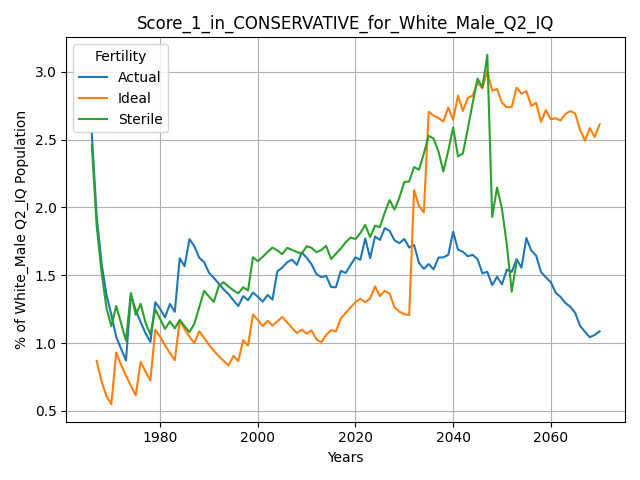 Score_1_in_CONSERVATIVE_for_White_Male_Q2_IQ
Fertility
Actual
Ideal
Sterile
% of White_Male Q2_IQ Population
3.0
2.5
2.0
1.5
1.0
0.5
1980
2000
2020
2040
2060
Years